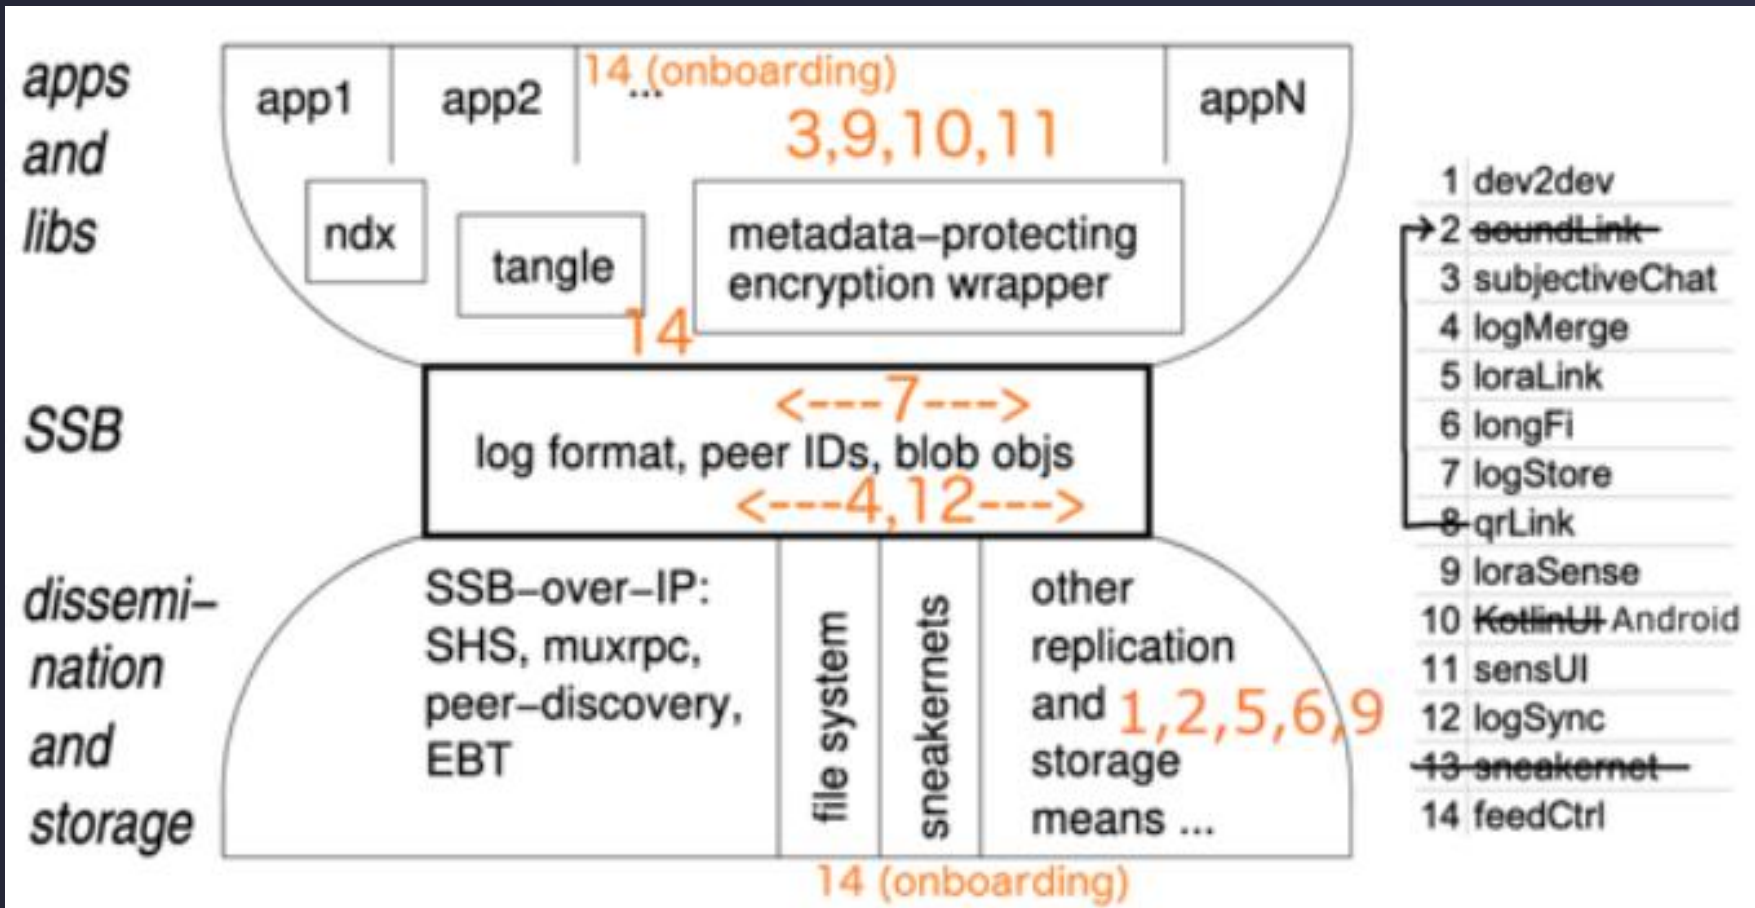 apps
and
libs
app1
app2
...
14 (onboarding)
3,9,10,11
appN
ndx
tangle
14
metadata-protecting
encryption wrapper
SSB
<---7--->
log format, peer IDs, blob objs
<---4,12--->
dissemi-
nation
and
storage
SSB-over-IP:
SHS, muxrpc,
peer-discovery,
EBT
file system
sneakernets
other
replication
and 1,2,5,6,9
storage
means ...
14 (onboarding)
1 dev2dev
2 soundLink
3 subjectiveChat
4 logMerge
5 loraLink
6 longFi
7 logStore
8 qrLink
9 loraSense
10 KotlinUI Android
11 sensUI
12 logSync
13 sneakernet
14 feedCtrl